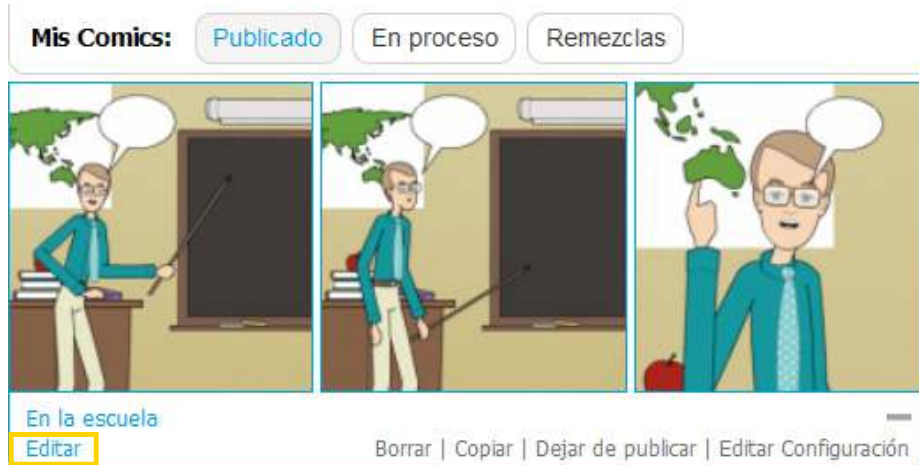 Mis Comics: Publicado En proceso Remezclas
En la escuela
Editar Borrar | Copiar | Dejar de publicar | Editar Configuración